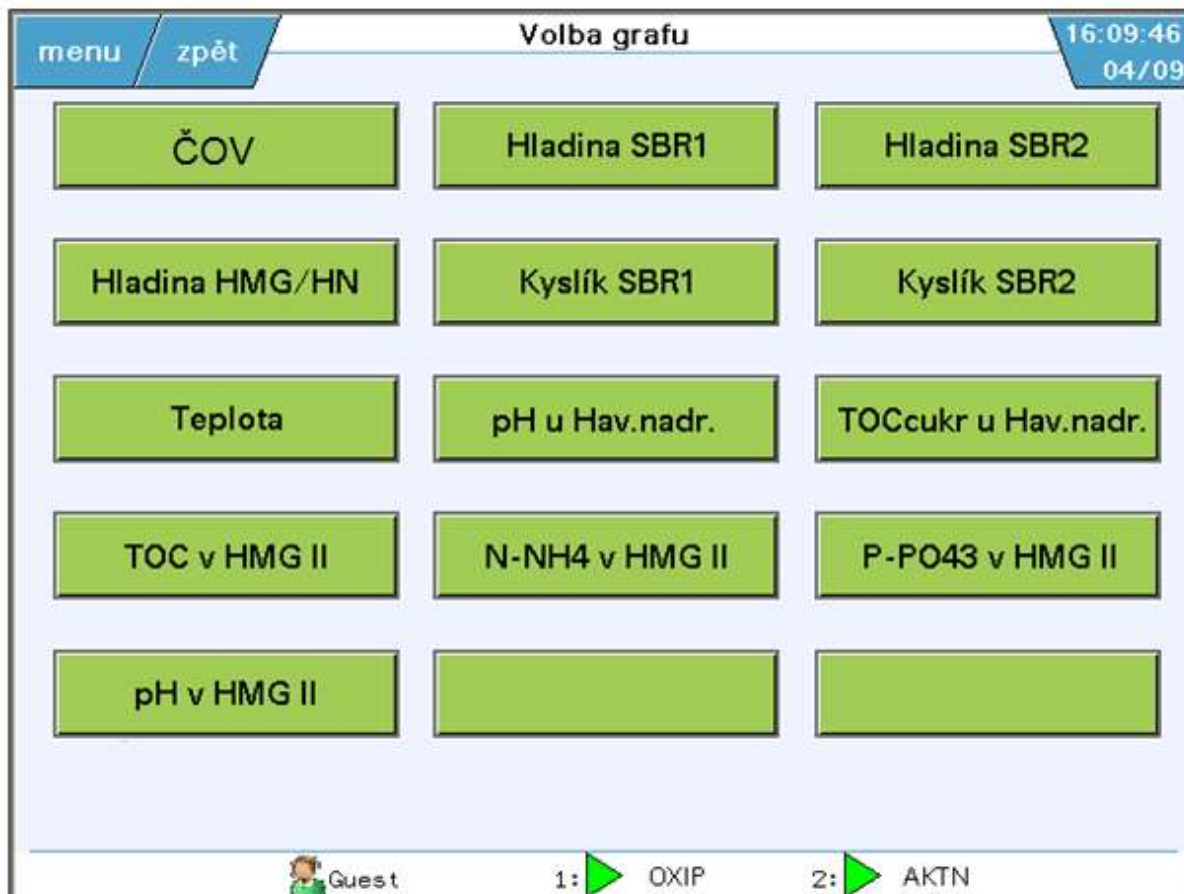 menu zpět Volba grafu 16:09:46
04/09
ČOV Hladina SBR1 Hladina SBR2
Hladina HMG/HN Kyslík SBR1 Kyslík SBR2
Teplota pH u Hav.nadr. TOCcukr u Hav.nadr.
TOC v HMG II N-NH4 v HMG II P-PO43 v HMG II
pH v HMG II
Guest 1: OXIP 2: AKTN